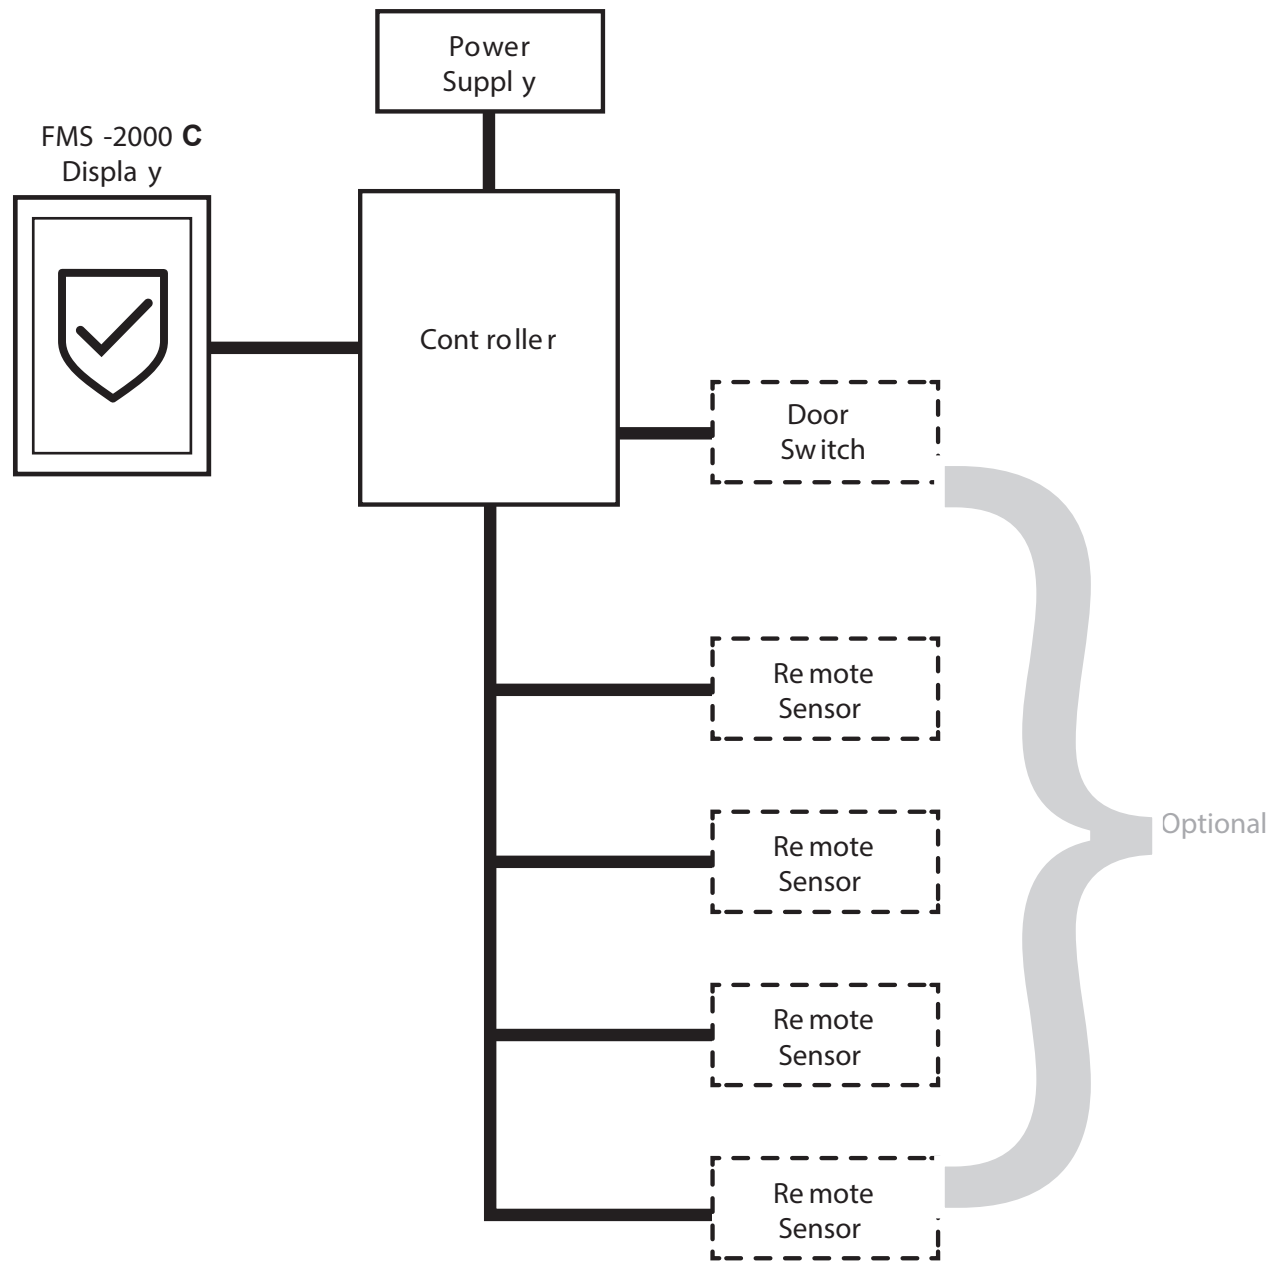 Power
Supply
FMS -2000 C
Display
Controller
Door
Switch
Remote
Sensor
Remote
Sensor
Optional
Remote
Sensor
Remote
Sensor